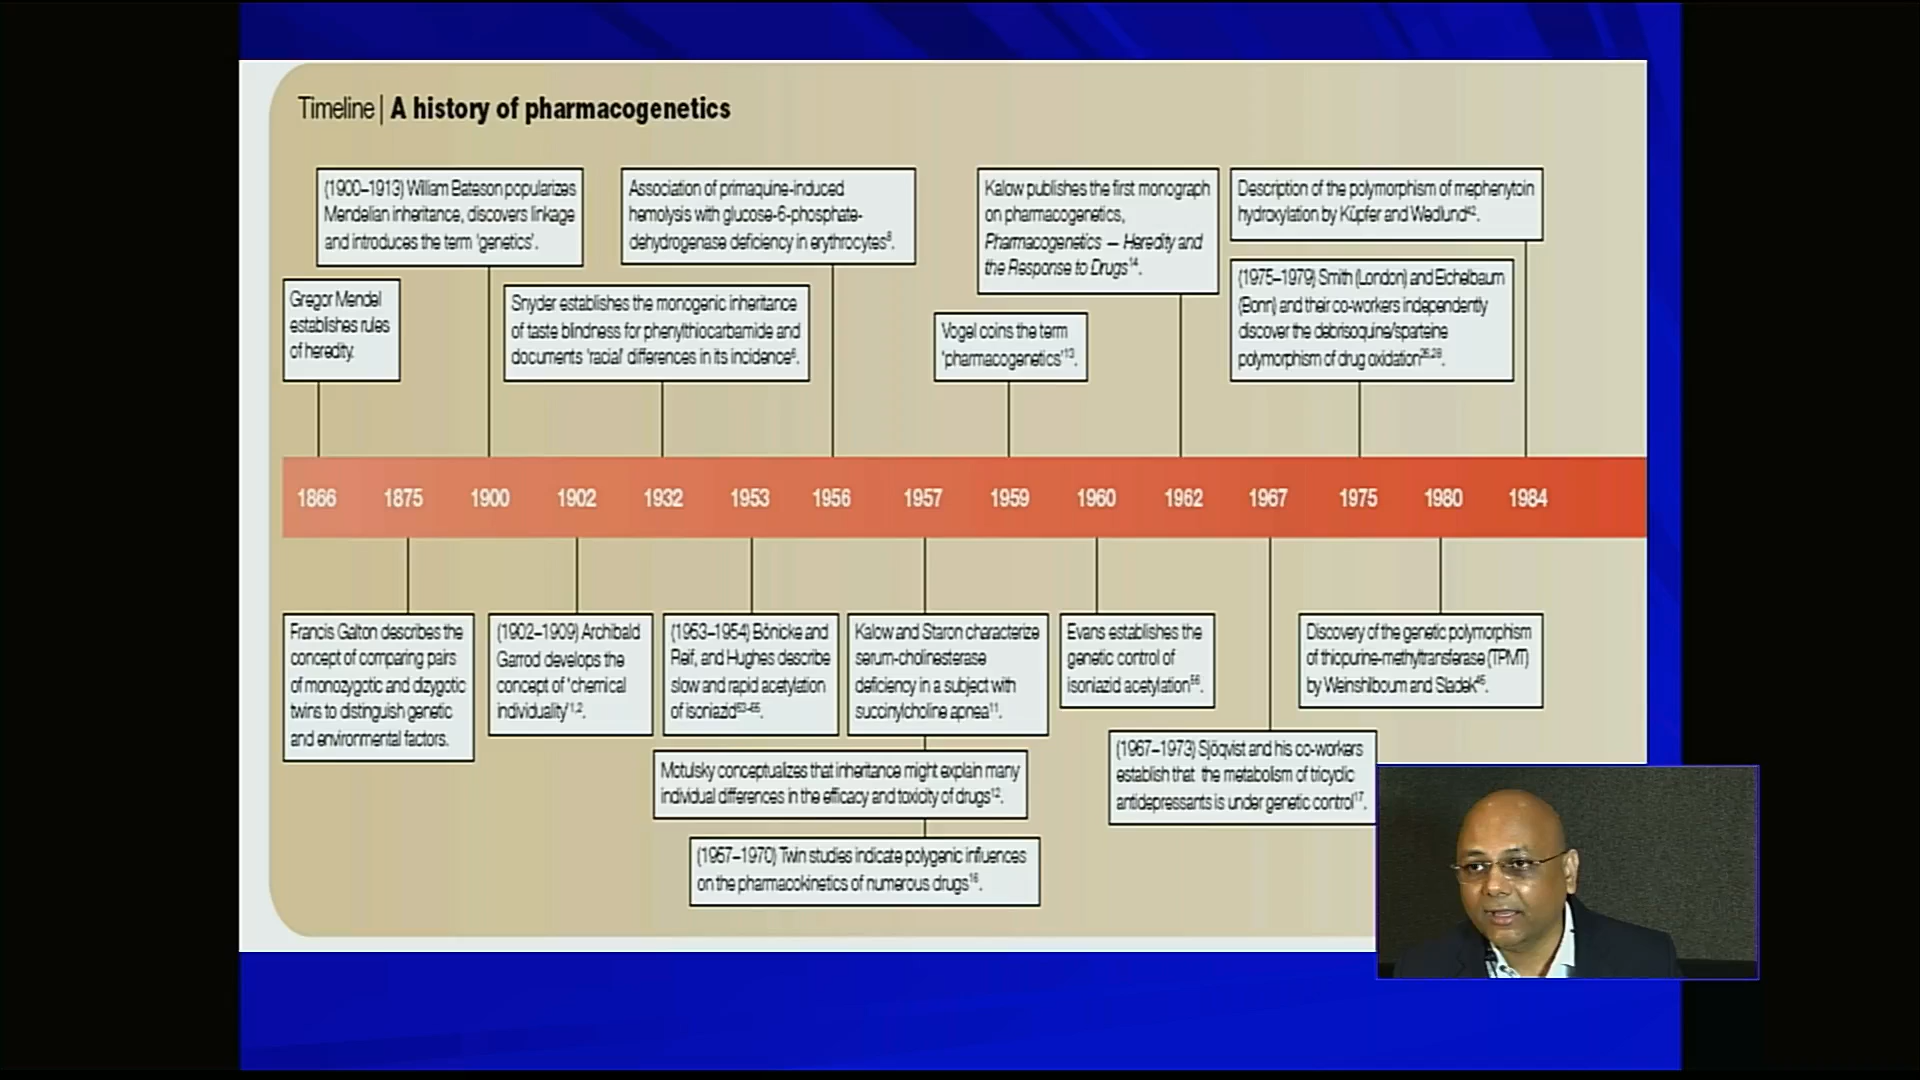 Timeline | A history of pharmacogenetics
(1900–1913) William Bateson popularizes
Mendelian inheritance, discovers linkage
and introduces the term 'genetics'.
Association of primaquine-induced
hemolysis with glucose-6-phosphate-
dehydrogenase deficiency in erythrocytes⁸.
Kalow publishes the first monograph
on pharmacogenetics,
Pharmacogenetics — Heredity and
the Response to Drugs¹⁴.
Description of the polymorphism of mephenytoin
hydroxylation by Küpfer and Wedlund⁴².
Gregor Mendel
establishes rules
of heredity.
Snyder establishes the monogenic inheritance
of taste blindness for phenylthiocarbamide and
documents 'racial' differences in its incidence⁶.
Vogel coins the term
'pharmacogenetics'¹³.
(1975–1979) Smith (London) and Eichelbaum
(Bonn) and their co-workers independently
discover the debrisoquine/sparteine
polymorphism of drug oxidation²⁶,²⁸.
1866 1875 1900 1902 1932 1953 1956 1957 1959 1960 1962 1967 1975 1980 1984
Francis Galton describes the
concept of comparing pairs
of monozygotic and dizygotic
twins to distinguish genetic
and environmental factors.
(1902–1909) Archibald
Garrod develops the
concept of 'chemical
individuality'¹,².
(1953–1954) Bönicke and
Reif, and Hughes describe
slow and rapid acetylation
of isoniazid⁵³⁻⁵⁵.
Kalow and Staron characterize
serum-cholinesterase
deficiency in a subject with
succinylcholine apnea¹¹.
Evans establishes the
genetic control of
isoniazid acetylation⁵⁶.
Discovery of the genetic polymorphism
of thiopurine-methyltransferase (TPMT)
by Weinshilboum and Sladek⁴⁵.
Motulsky conceptualizes that inheritance might explain many
individual differences in the efficacy and toxicity of drugs¹².
(1967–1973) Sjöqvist and his co-workers
establish that the metabolism of tricyclic
antidepressants is under genetic control¹⁷.
(1957–1970) Twin studies indicate polygenic influences
on the pharmacokinetics of numerous drugs¹⁶.